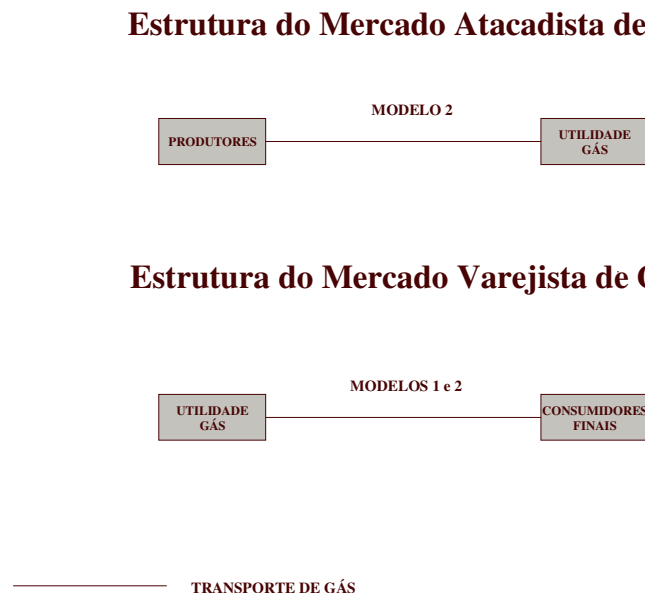 Estrutura do Mercado Atacadista de
MODELO 2
PRODUTORES
UTILIDADE
GÁS
Estrutura do Mercado Varejista de
MODELOS 1 e 2
UTILIDADE
GÁS
CONSUMIDORES
FINAIS
TRANSPORTE DE GÁS